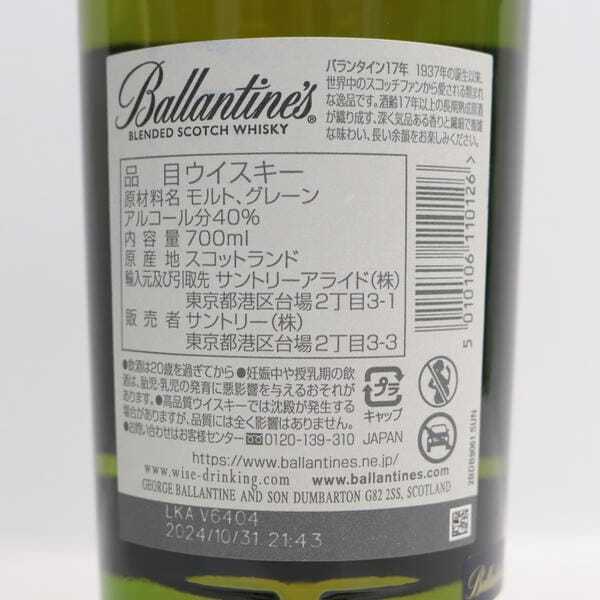 Ballantine's®
BLENDED SCOTCH WHISKY
バランタイン17年 1937年の誕生以来、
世界中のスコッチファンから愛される類まれ
な逸品です。酒齢17年以上の長期熟成原酒
が織り成す、深く気品ある香りと繊細で複雑
な味わい、長い余韻をお楽しみください。
品 目 ウイスキー
原材料名 モルト、グレーン
アルコール分40%
内容量 700ml
原産地 スコットランド
輸入元及び引取先 サントリーアライド(株)
東京都港区台場2丁目3-1
販売者 サントリー(株)
東京都港区台場2丁目3-3
●飲酒は20歳を過ぎてから ●妊娠中や授乳期の飲
酒は、胎児・乳児の発育に悪影響を与えるおそれが
あります。●高品質ウイスキーでは沈殿が発生する
場合がありますが、品質には全く影響はありません。
●お問い合わせはお客様センター 0120-139-310 JAPAN
プラ
キャップ
https://www.ballantines.ne.jp/
www.wise-drinking.com www.ballantines.com
GEORGE BALLANTINE AND SON DUMBARTON G82 2SS, SCOTLAND
LKA V6404
2024/10/31 21:43
5 010106 110126 >
2BDB9061.SUN
Ballantine's